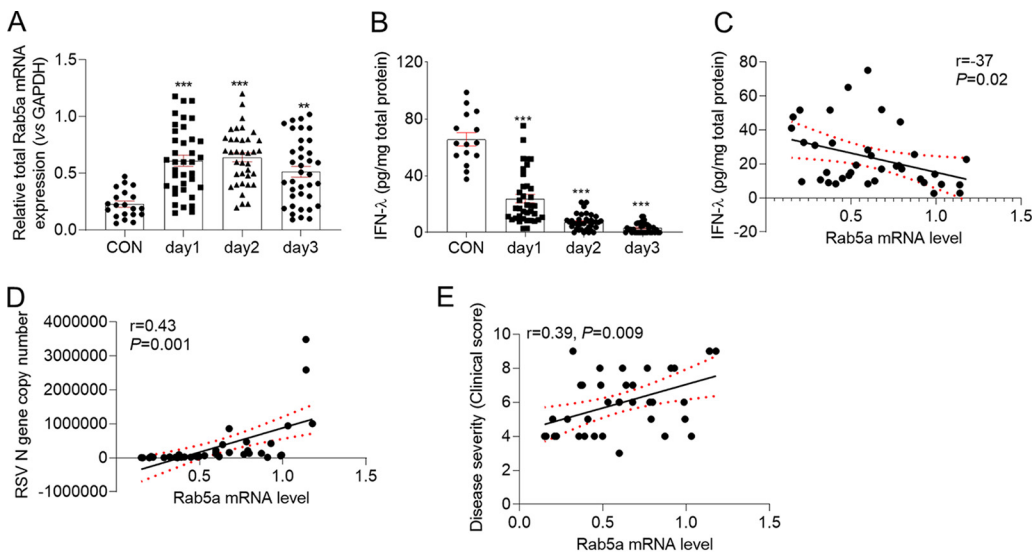 A
Relative total Rab5a mRNA
expression (vs GAPDH)
1.5
1.0
0.5
0.0
***
***
**
CON
day1
day2
day3
B
IFN-λ (pg/mg total protein)
120
80
40
0
***
***
***
CON
day1
day2
day3
C
IFN-λ (pg/mg total protein)
80
60
40
20
0
-20
r=-37
P=0.02
0.5
1.0
1.5
Rab5a mRNA level
D
RSV N gene copy number
4000000
3000000
2000000
1000000
0
-1000000
r=0.43
P=0.001
0.5
1.0
1.5
Rab5a mRNA level
E
Disease severity (Clinical score)
10
8
6
4
2
0
r=0.39, P=0.009
0.0
0.5
1.0
1.5
Rab5a mRNA level